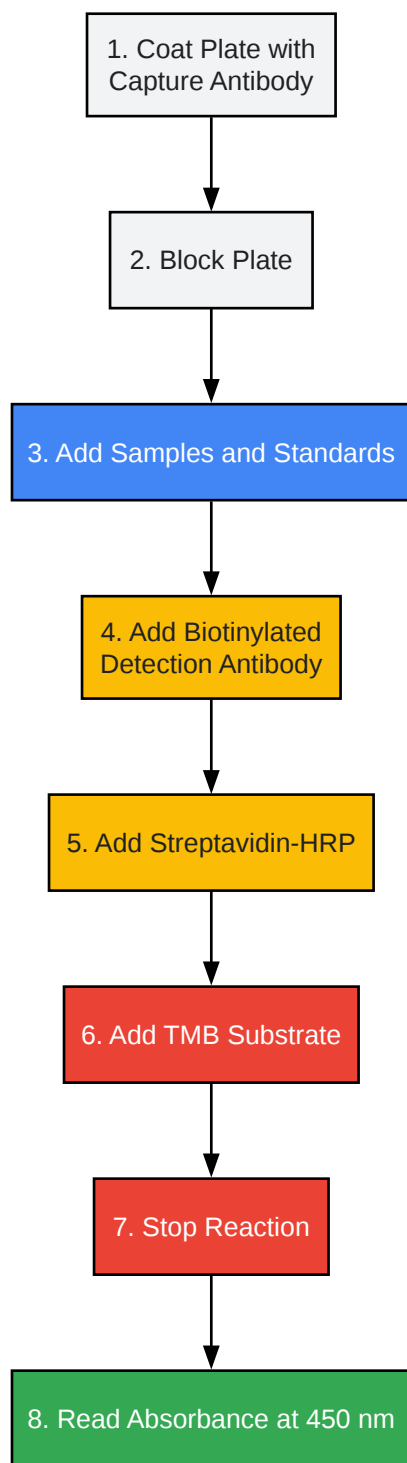 1. Coat Plate with
Capture Antibody
2. Block Plate
3. Add Samples and Standards
4. Add Biotinylated
Detection Antibody
5. Add Streptavidin-HRP
6. Add TMB Substrate
7. Stop Reaction
8. Read Absorbance at 450 nm